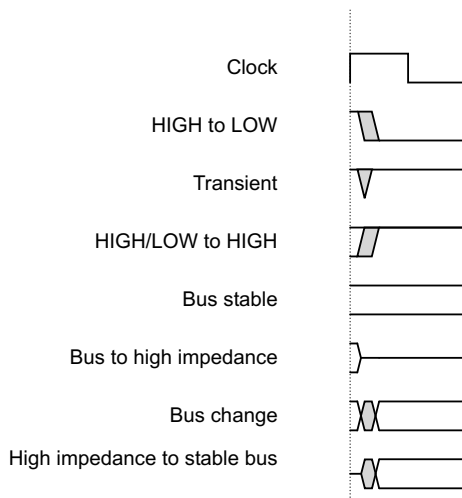 Clock
HIGH to LOW
Transient
HIGH/LOW to HIGH
Bus stable
Bus to high impedance
Bus change
High impedance to stable bus